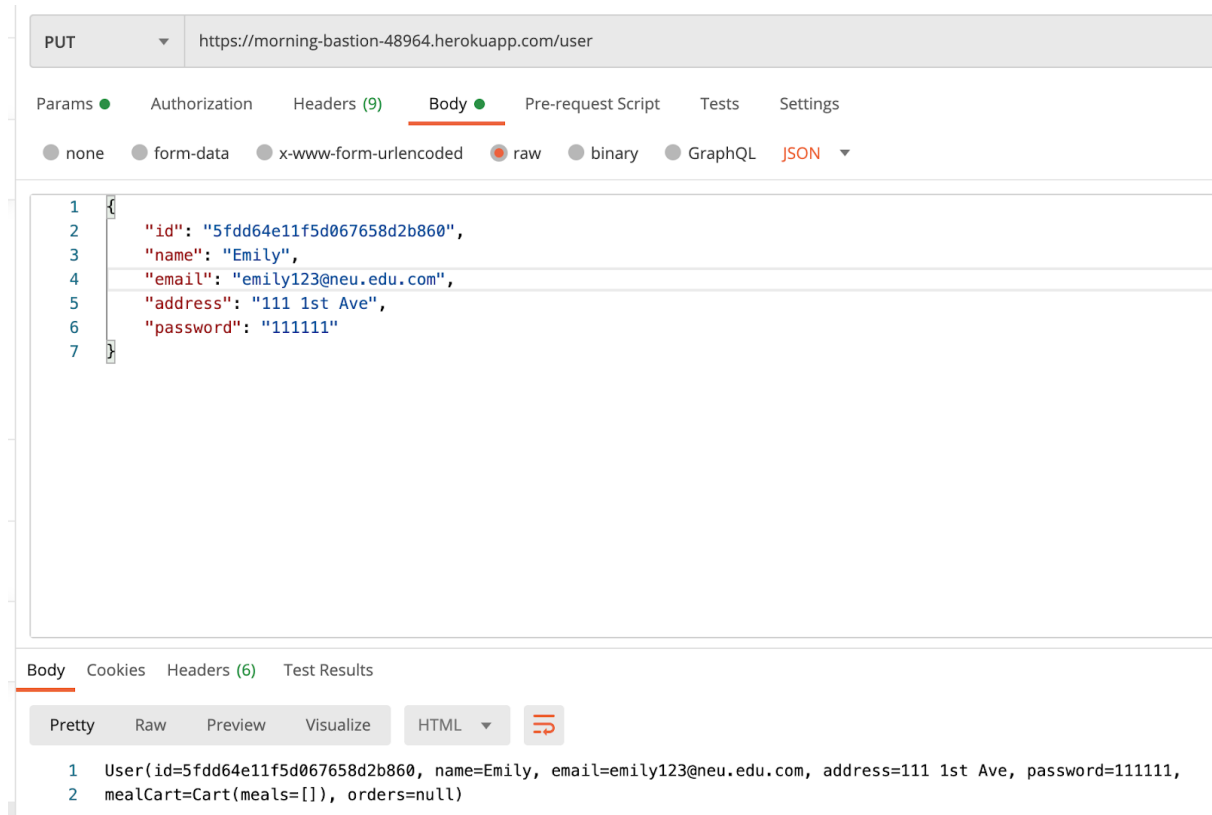 PUT https://morning-bastion-48964.herokuapp.com/user
Params Authorization Headers (9) Body Pre-request Script Tests Settings
none form-data x-www-form-urlencoded raw binary GraphQL JSON
1 {
2 "id": "5fdd64e11f5d067658d2b860",
3 "name": "Emily",
4 "email": "emily123@neu.edu.com",
5 "address": "111 1st Ave",
6 "password": "111111"
7 }
Body Cookies Headers (6) Test Results
Pretty Raw Preview Visualize HTML
1 User(id=5fdd64e11f5d067658d2b860, name=Emily, email=emily123@neu.edu.com, address=111 1st Ave, password=111111,
2 mealCart=Cart(meals=[]), orders=null)